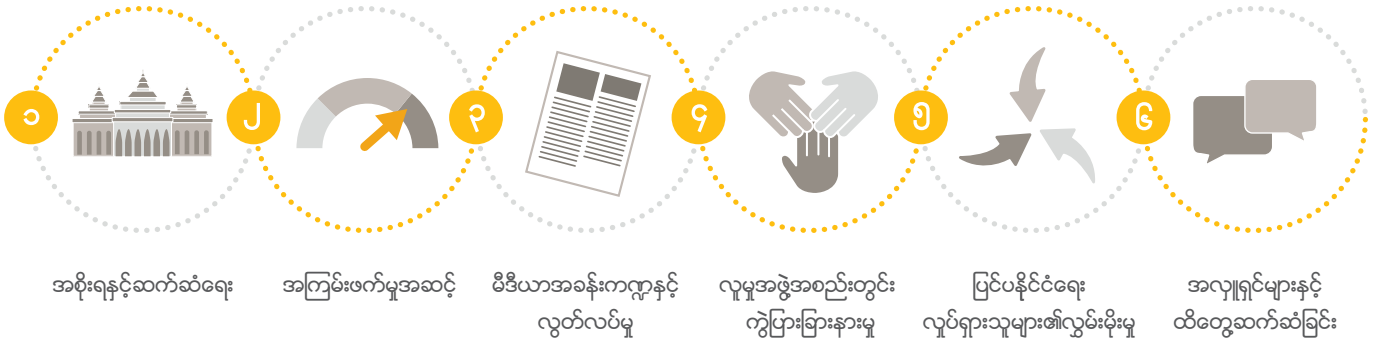 ၁ ၂ ၃ ၄ ၅ ၆
အစိုးရနှင့်ဆက်ဆံရေး
အကြမ်းဖက်မှုအဆင့်
မီဒီယာအခန်းကဏ္ဍနှင့်
လွတ်လပ်မှု
လူမှုအဖွဲ့အစည်းတွင်း
ကွဲပြားခြားနားမှု
ပြင်ပနိုင်ငံရေး
လှုပ်ရှားသူများ၏လွှမ်းမိုးမှု
အလှူရှင်များနှင့်
ထိတွေ့ဆက်ဆံခြင်း